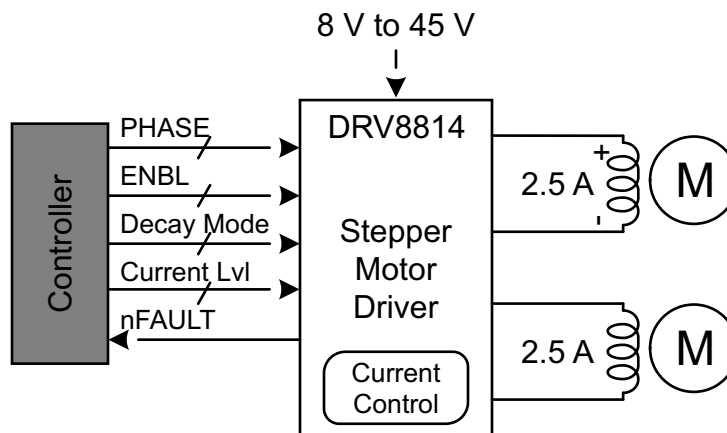 8 V to 45 V
DRV8814
Controller
PHASE
ENBL
Decay Mode
Current Lvl
nFAULT
Stepper
Motor
Driver
Current
Control
+
2.5 A
-
M
2.5 A
M